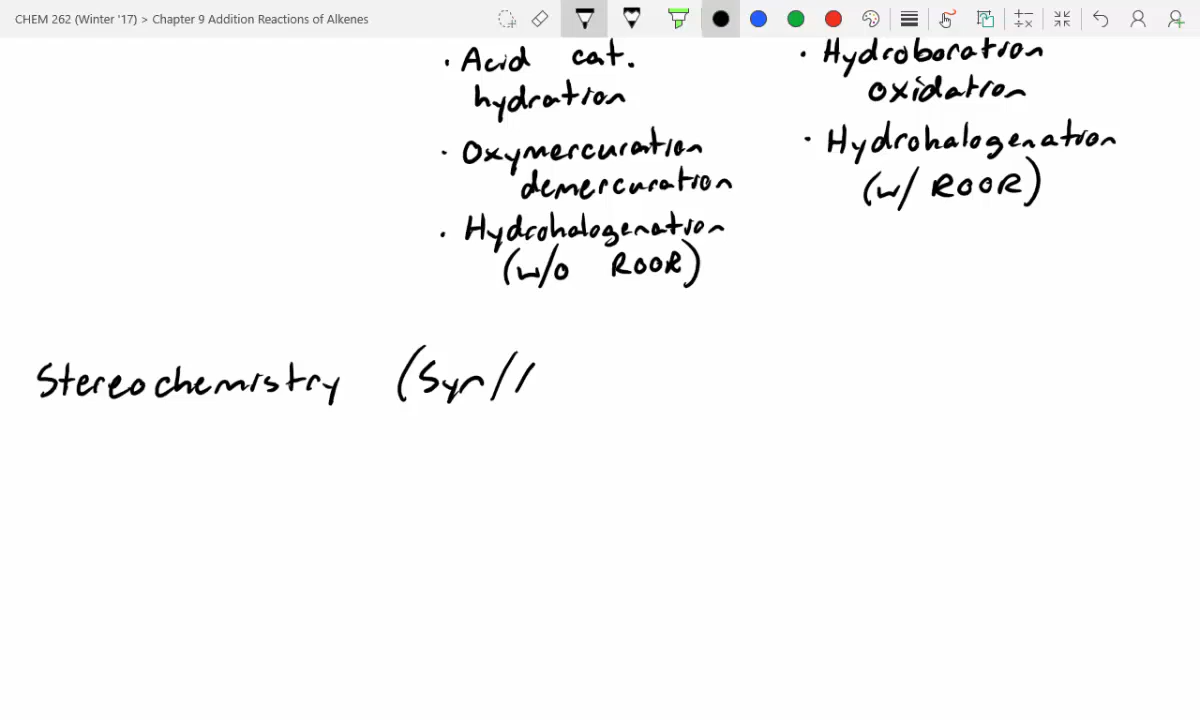 CHEM 262 (Winter '17) > Chapter 9 Addition Reactions of Alkenes
· Acid cat.
hydration
· Oxymercuration
demercuration
· Hydrohalogenation
(w/o ROOR)
· Hydroboration
oxidation
· Hydrohalogenation
(w/ ROOR)
Stereochemistry (Syn/